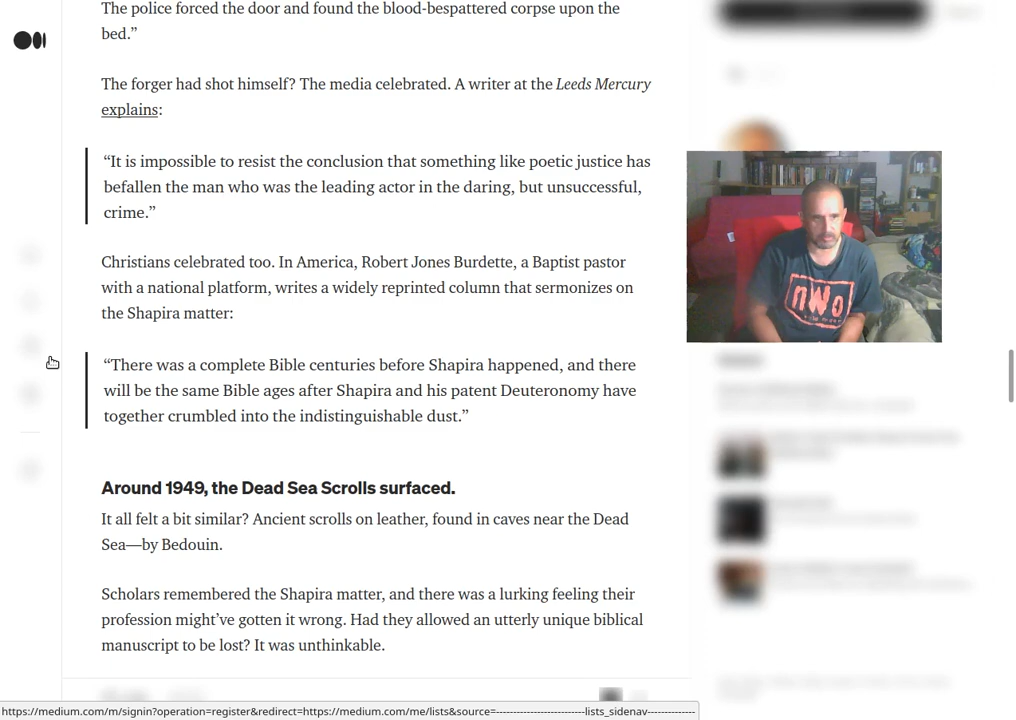 The police forced the door and found the blood-bespattered corpse upon the
bed.”
The forger had shot himself? The media celebrated. A writer at the Leeds Mercury
explains:
“It is impossible to resist the conclusion that something like poetic justice has
befallen the man who was the leading actor in the daring, but unsuccessful,
crime.”
Christians celebrated too. In America, Robert Jones Burdette, a Baptist pastor
with a national platform, writes a widely reprinted column that sermonizes on
the Shapira matter:
“There was a complete Bible centuries before Shapira happened, and there
will be the same Bible ages after Shapira and his patent Deuteronomy have
together crumbled into the indistinguishable dust.”
Around 1949, the Dead Sea Scrolls surfaced.
It all felt a bit similar? Ancient scrolls on leather, found in caves near the Dead
Sea—by Bedouin.
Scholars remembered the Shapira matter, and there was a lurking feeling their
profession might’ve gotten it wrong. Had they allowed an utterly unique biblical
manuscript to be lost? It was unthinkable.
nWo
https://medium.com/m/signin?operation=register&redirect=https://medium.com/me/lists&source=--------------------------lists_sidenav--------------